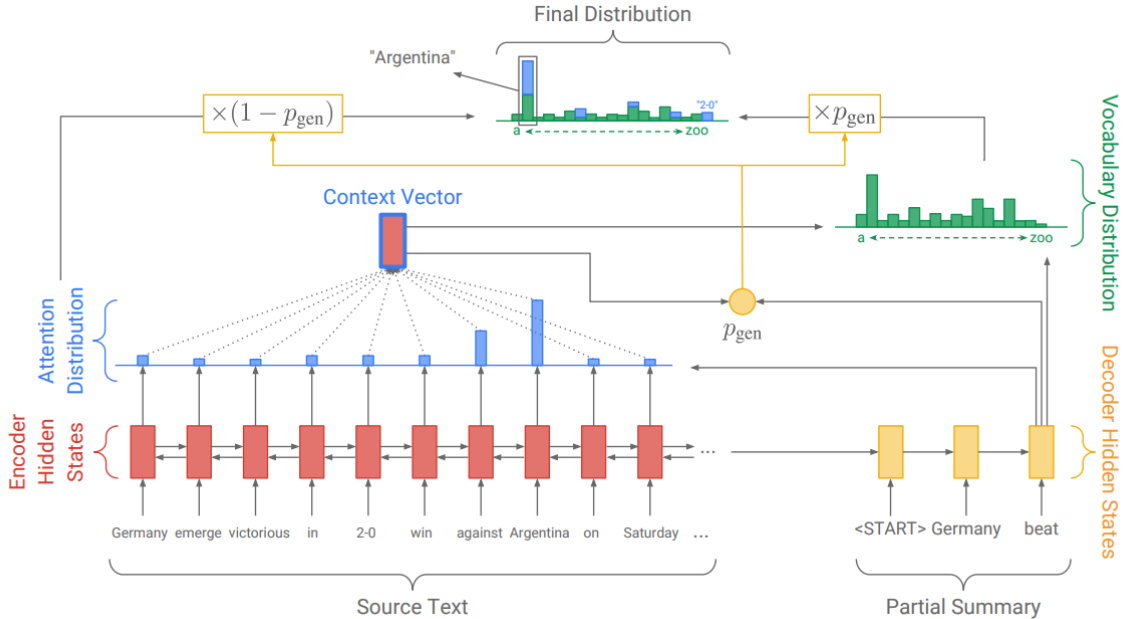 Final Distribution
"Argentina"
"2-0"
×(1 − p_gen)
×p_gen
a
zoo
Context Vector
Vocabulary Distribution
a
zoo
Attention
Distribution
p_gen
Encoder
Hidden
States
...
Decoder Hidden States
Germany emerge victorious in 2-0 win against Argentina on Saturday ...
<START> Germany beat
Source Text
Partial Summary